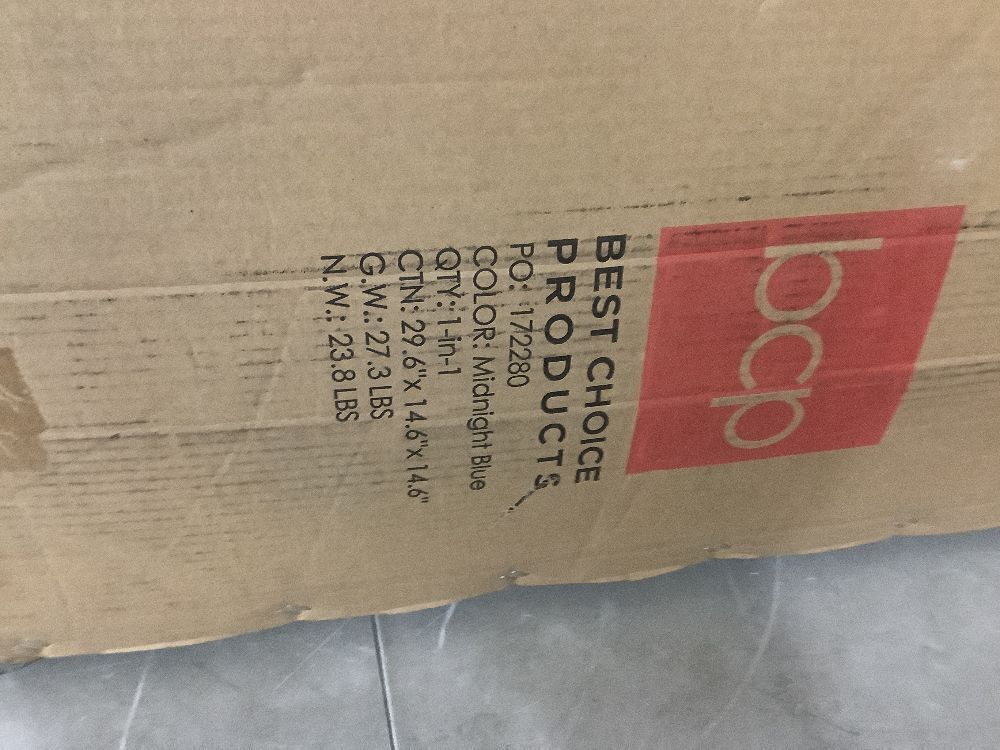 bcp
BEST CHOICE
PRODUCTS
PO: 172280
COLOR: Midnight Blue
QTY: 1-in-1
CTN: 29.6"x 14.6"x 14.6"
G.W.: 27.3 LBS
N.W.: 23.8 LBS